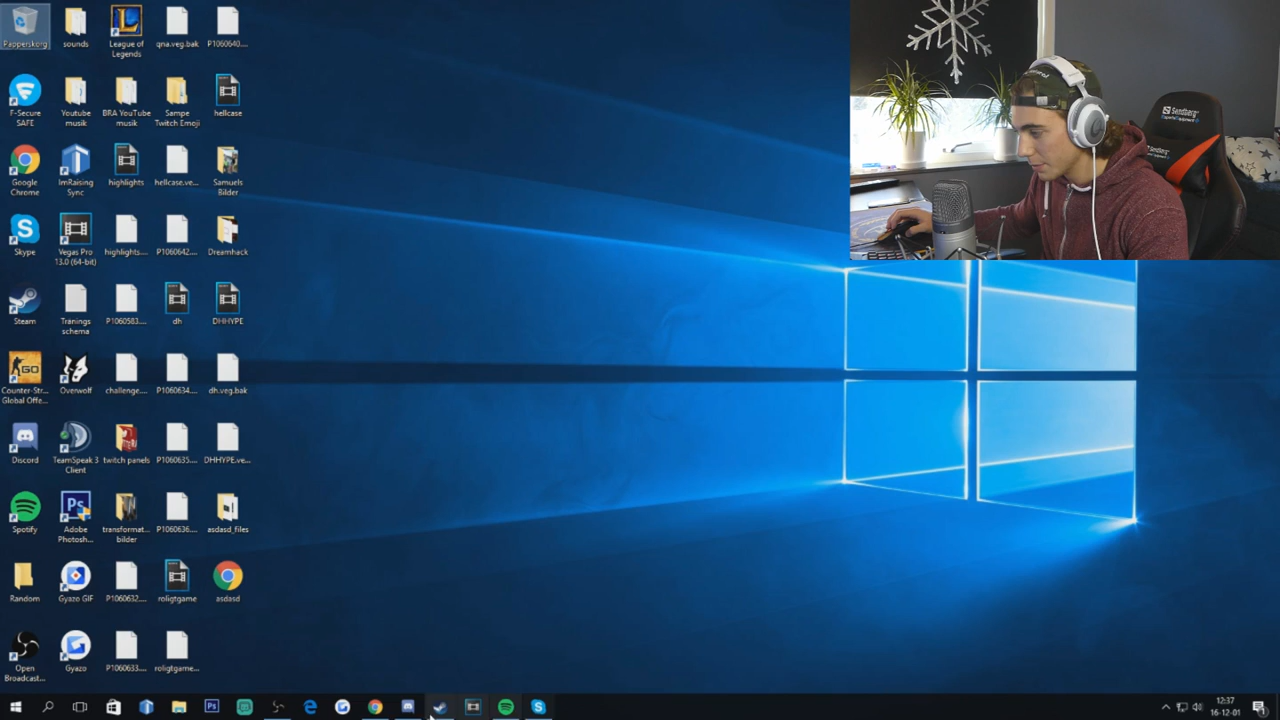 Papperskorg
sounds
League of
Legends
qna.veg.bak
P1060640....
F-Secure
SAFE
Youtube
musik
BRA YouTube
musik
Sampe
Twitch Emoji
hellcase
Google
Chrome
ImRaising
Sync
highlights
hellcase.ve...
Samuels
Bilder
Skype
Vegas Pro
13.0 (64-bit)
highlights....
P1060642....
Dreamhack
Steam
Tranings
schema
P1060583....
dh
DHHYPE
Counter-Str...
Global Offe...
Overwolf
challenge....
P1060634....
dh.veg.bak
Discord
TeamSpeak 3
Client
twitch panels
P1060635....
DHHYPE.ve...
Spotify
Adobe
Photosh...
transformat...
bilder
P1060636....
asdasd_files
Random
Gyazo GIF
P1060632....
roligtgame
asdasd
Open
Broadcast...
Gyazo
P1060633....
roligtgame....
Sandberg
Sandberg
12:37
16-12-01